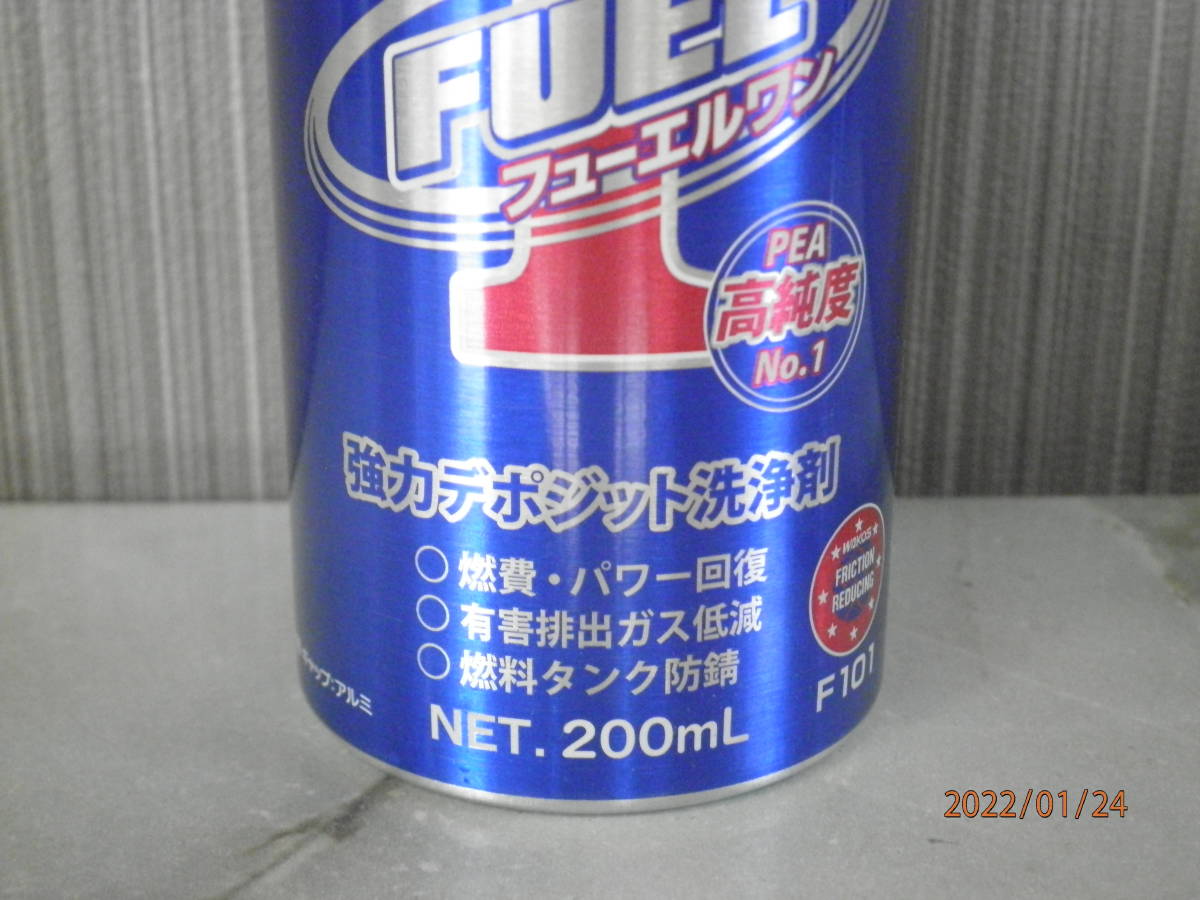 FUEL
フューエルワン
1
PEA
高純度
No.1
強力デポジット洗浄剤
○燃費・パワー回復
○有害排出ガス低減
○燃料タンク防錆
WAKO'S
FRICTION
REDUCING
F101
キャップ:アルミ
NET. 200mL
2022/01/24